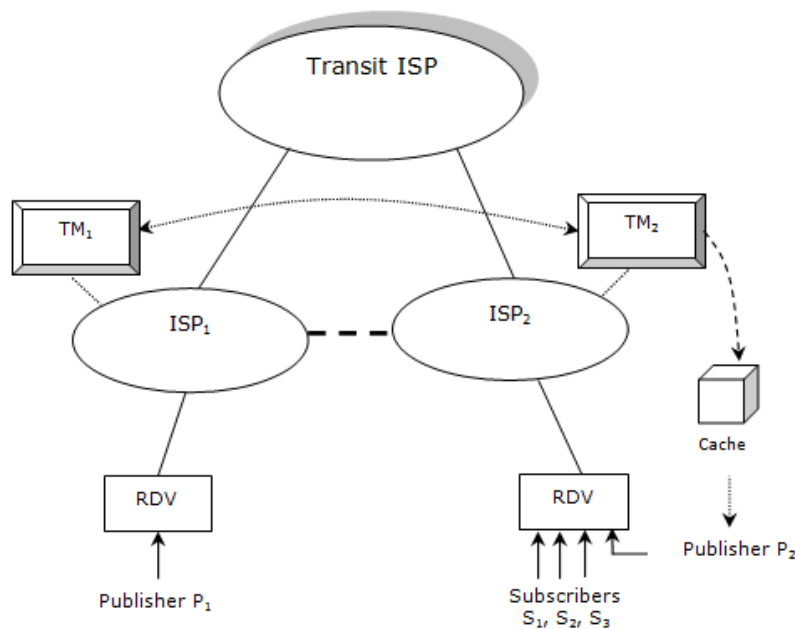 Transit ISP
TM₁
TM₂
ISP₁
ISP₂
Cache
RDV
RDV
Publisher P₂
Publisher P₁
Subscribers
S₁, S₂, S₃